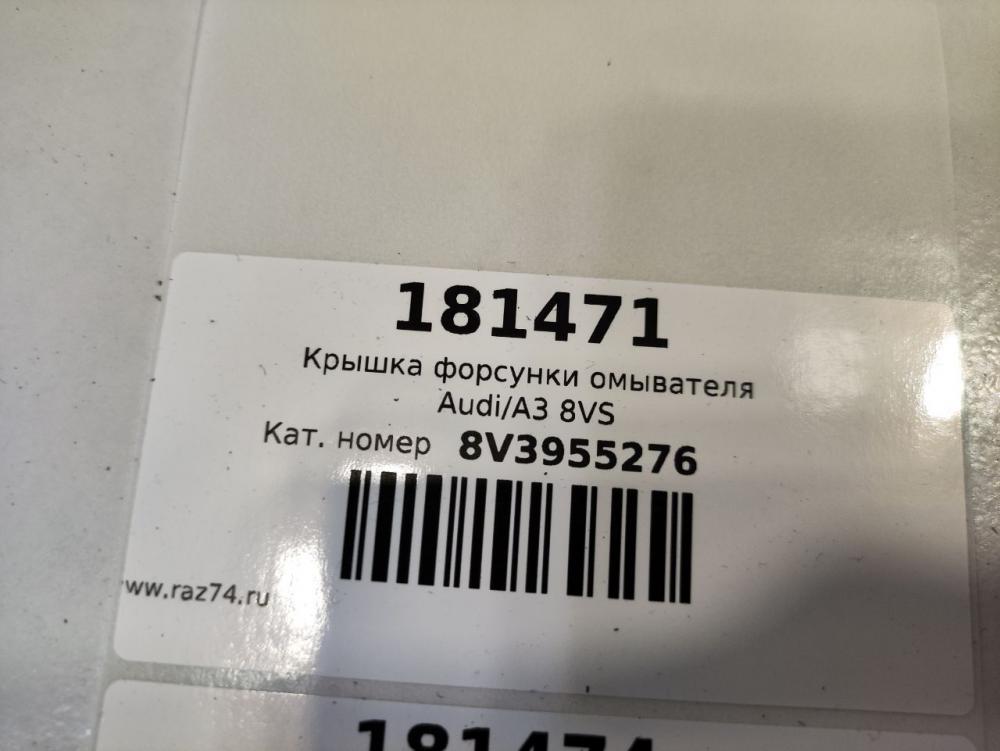 181471
Крышка форсунки омывателя
Audi/A3 8VS
Кат. номер 8V3955276
www.raz74.ru